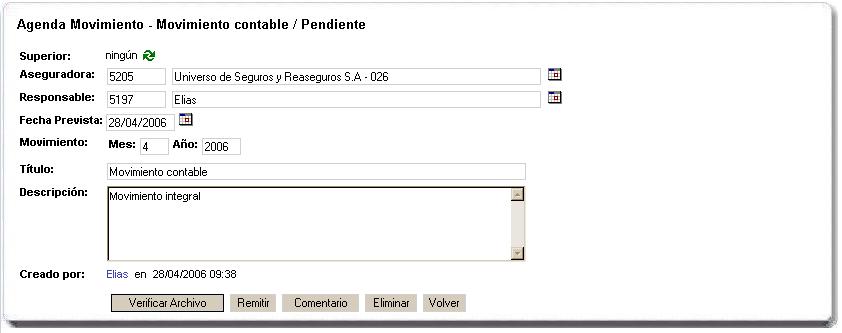 Agenda Movimiento - Movimiento contable / Pendiente
Superior: ningún
Aseguradora: 5205 Universo de Seguros y Reaseguros S.A - 026
Responsable: 5197 Elias
Fecha Prevista: 28/04/2006
Movimiento: Mes: 4 Año: 2006
Título: Movimiento contable
Descripción: Movimiento integral
Creado por: Elias en 28/04/2006 09:38
Verificar Archivo Remitir Comentario Eliminar Volver